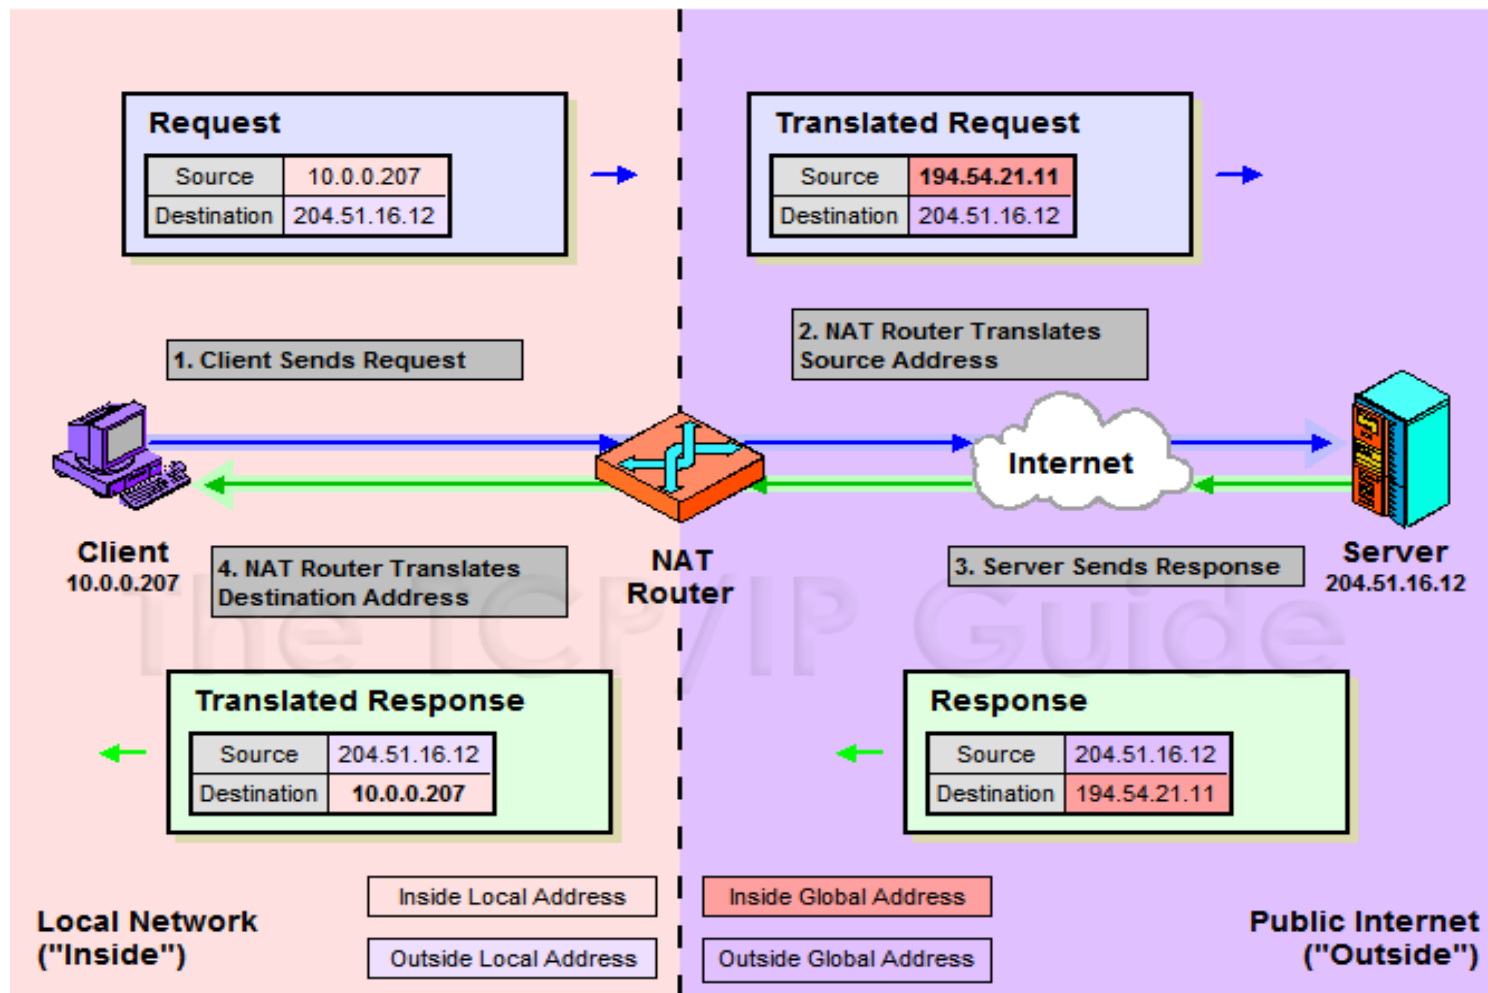 Request
Source 10.0.0.207
Destination 204.51.16.12
Translated Request
Source 194.54.21.11
Destination 204.51.16.12
1. Client Sends Request
2. NAT Router Translates
Source Address
Internet
Client
10.0.0.207
4. NAT Router Translates
Destination Address
NAT
Router
3. Server Sends Response
Server
204.51.16.12
The TCP/IP Guide
Translated Response
Source 204.51.16.12
Destination 10.0.0.207
Response
Source 204.51.16.12
Destination 194.54.21.11
Local Network
("Inside")
Inside Local Address
Outside Local Address
Inside Global Address
Outside Global Address
Public Internet
("Outside")